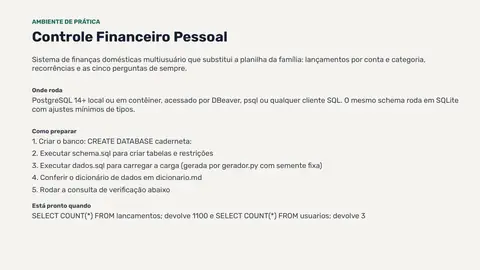 AMBIENTE DE PRÁTICA
Controle Financeiro Pessoal
Sistema de finanças domésticas multiusuário que substitui a planilha da família: lançamentos por conta e categoria,
recorrências e as cinco perguntas de sempre.
Onde roda
PostgreSQL 14+ local ou em contêiner, acessado por DBeaver, psql ou qualquer cliente SQL. O mesmo schema roda em SQLite
com ajustes mínimos de tipos.
Como preparar
1. Criar o banco: CREATE DATABASE caderneta;
2. Executar schema.sql para criar tabelas e restrições
3. Executar dados.sql para carregar a carga (gerada por gerador.py com semente fixa)
4. Conferir o dicionário de dados em dicionario.md
5. Rodar a consulta de verificação abaixo
Está pronto quando
SELECT COUNT(*) FROM lancamentos; devolve 1100 e SELECT COUNT(*) FROM usuarios; devolve 3